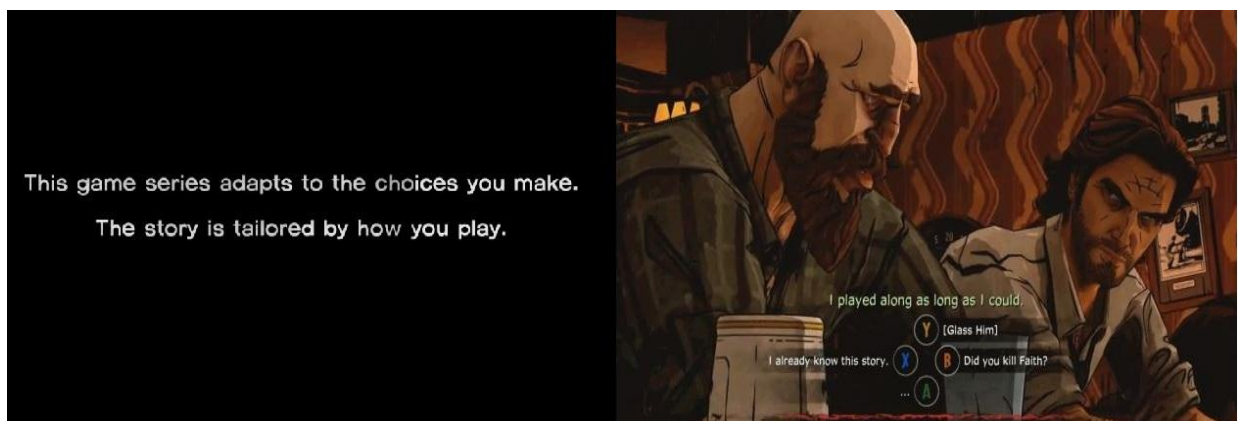 This game series adapts to the choices you make.
The story is tailored by how you play.
I played along as long as I could.
Y [Glass Him]
I already know this story. X B Did you kill Faith?
... A